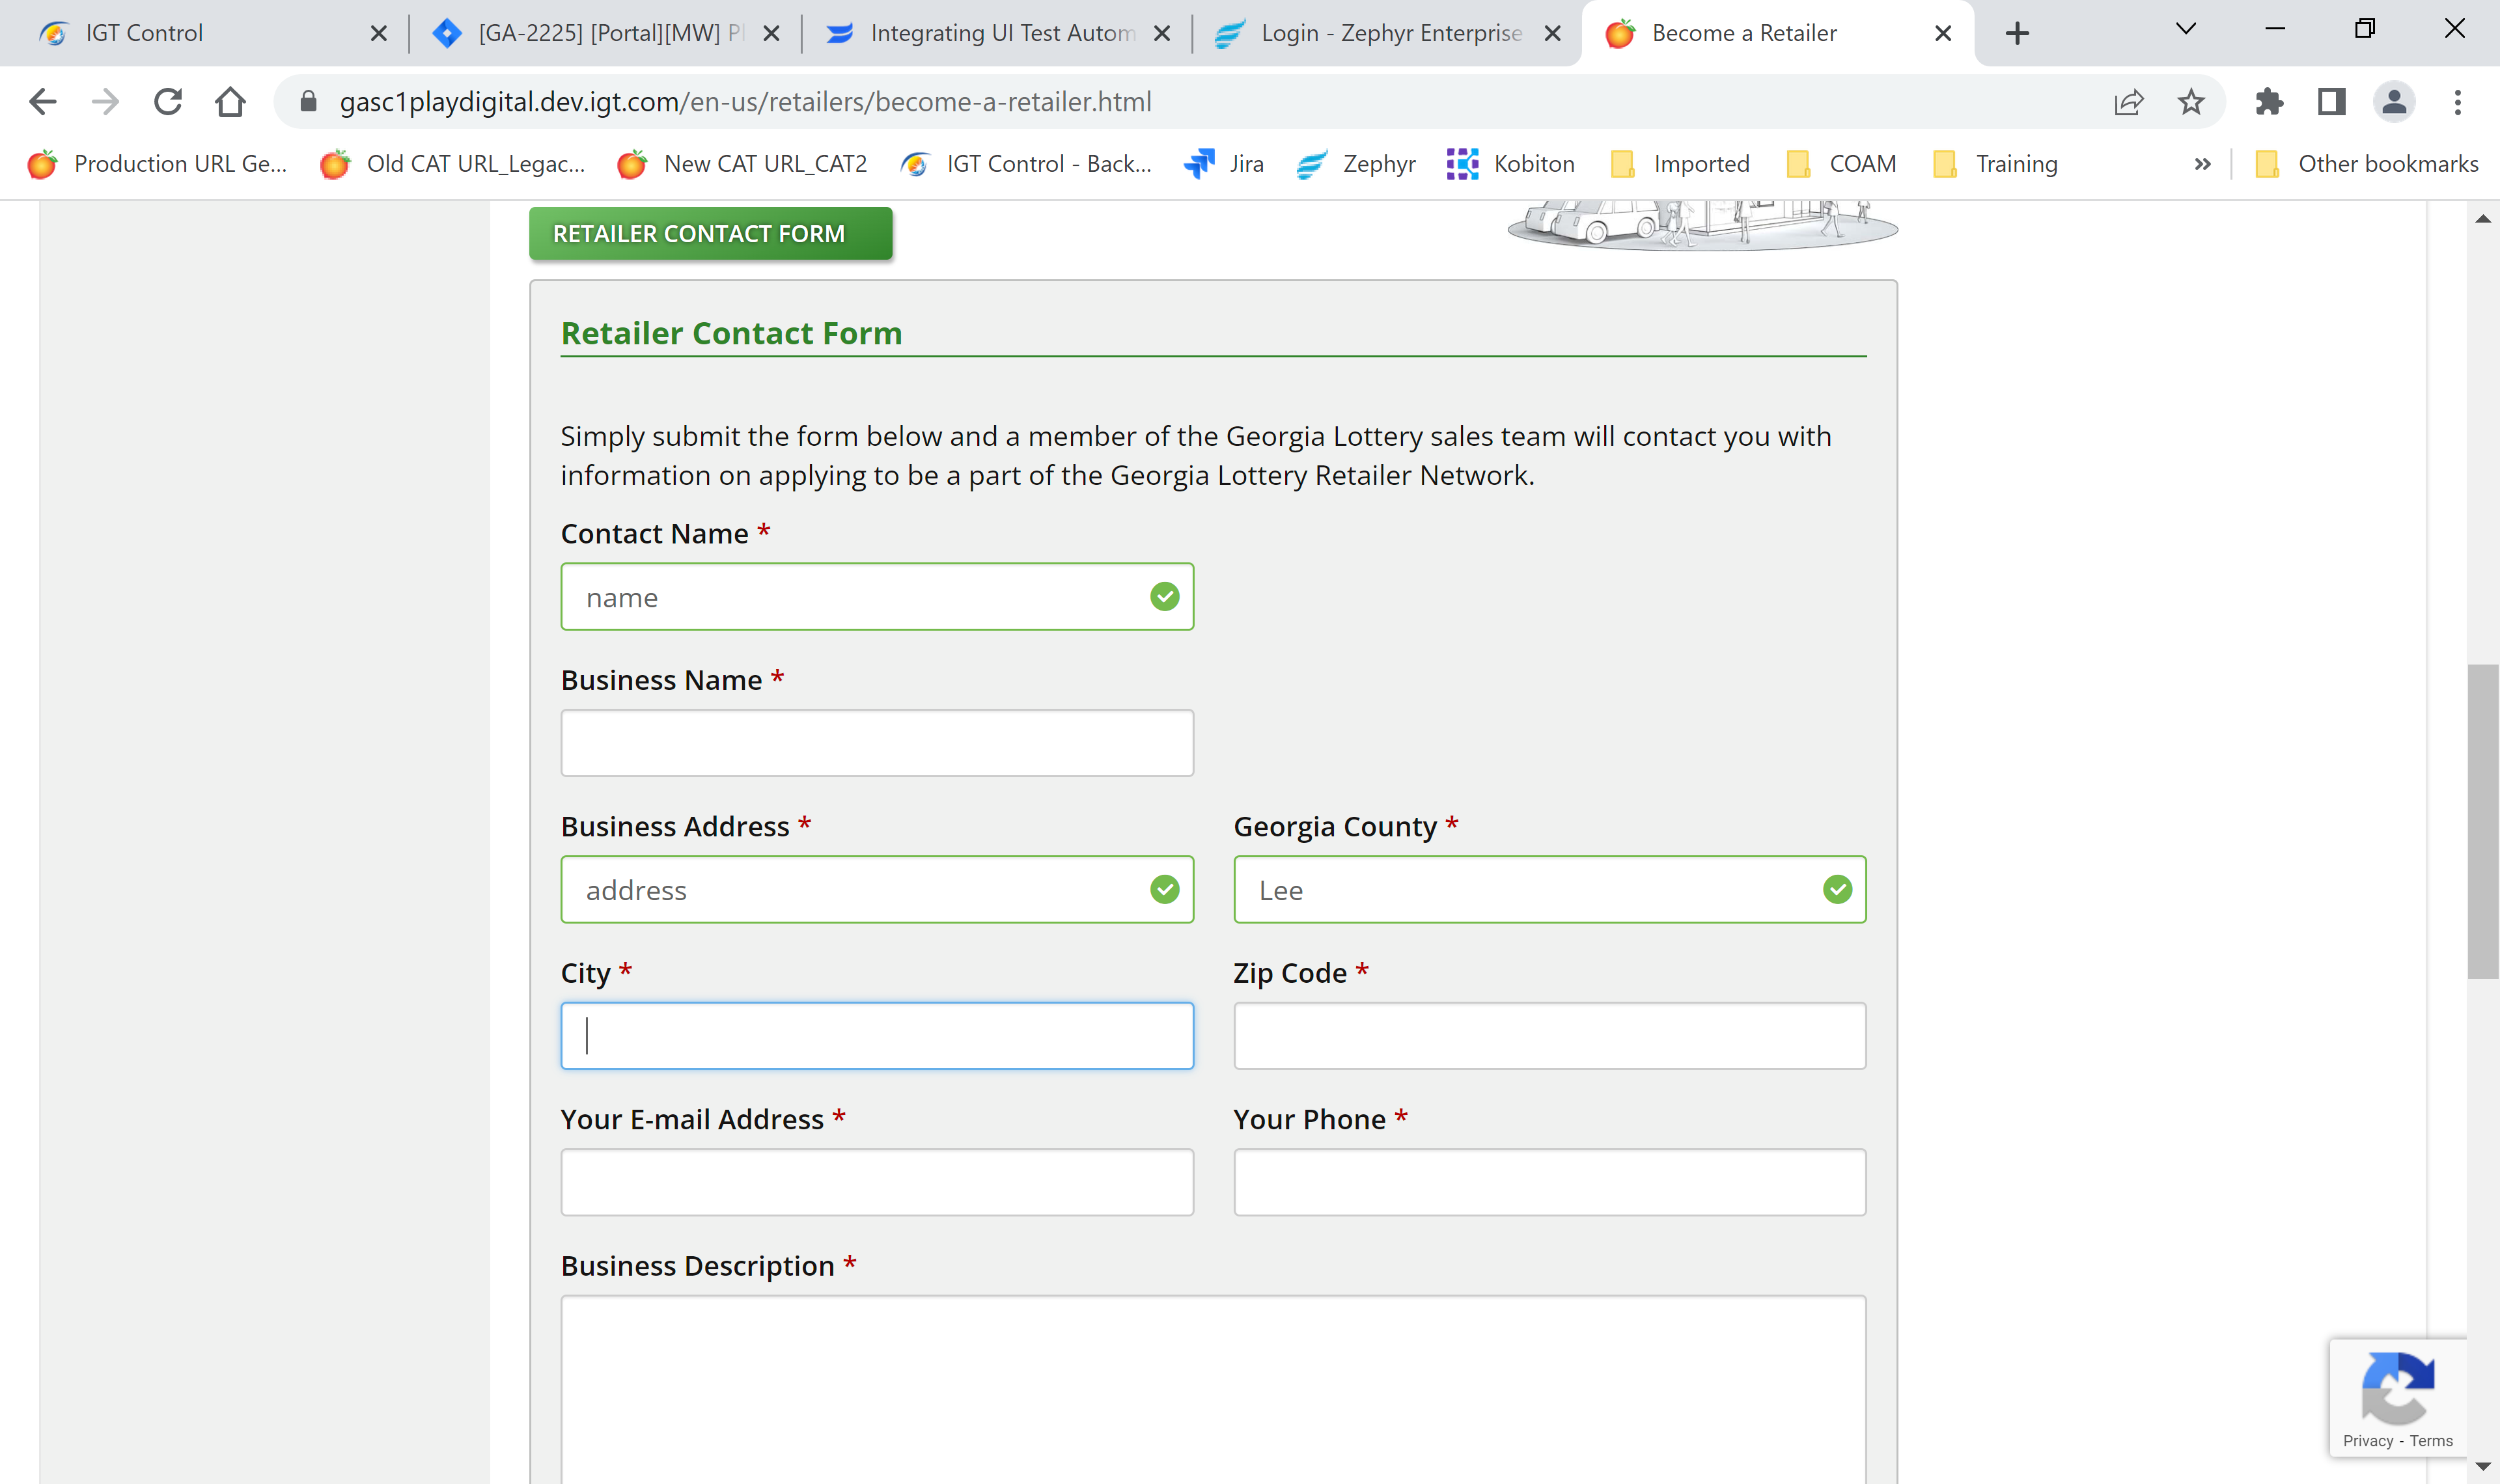 IGT Control
[GA-2225] [Portal][MW] Pl
Integrating UI Test Autom
Login - Zephyr Enterprise
Become a Retailer
gasc1playdigital.dev.igt.com/en-us/retailers/become-a-retailer.html
Production URL Ge...
Old CAT URL_Legac...
New CAT URL_CAT2
IGT Control - Back...
Jira
Zephyr
Kobiton
Imported
COAM
Training
»
Other bookmarks
RETAILER CONTACT FORM
Retailer Contact Form
Simply submit the form below and a member of the Georgia Lottery sales team will contact you with
information on applying to be a part of the Georgia Lottery Retailer Network.
Contact Name *
name
Business Name *
Business Address *
Georgia County *
address
Lee
City *
Zip Code *
Your E-mail Address *
Your Phone *
Business Description *
Privacy - Terms